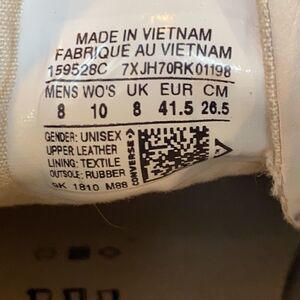 MADE IN VIETNAM
FABRIQUE AU VIETNAM
159528C 7XJH70RK01198
MENS WO'S UK EUR CM
8 10 8 41.5 26.5
GENDER: UNISEX
UPPER LEATHER
LINING: TEXTILE
OUTSOLE: RUBBER
SK 1810 M88
CONVERSE